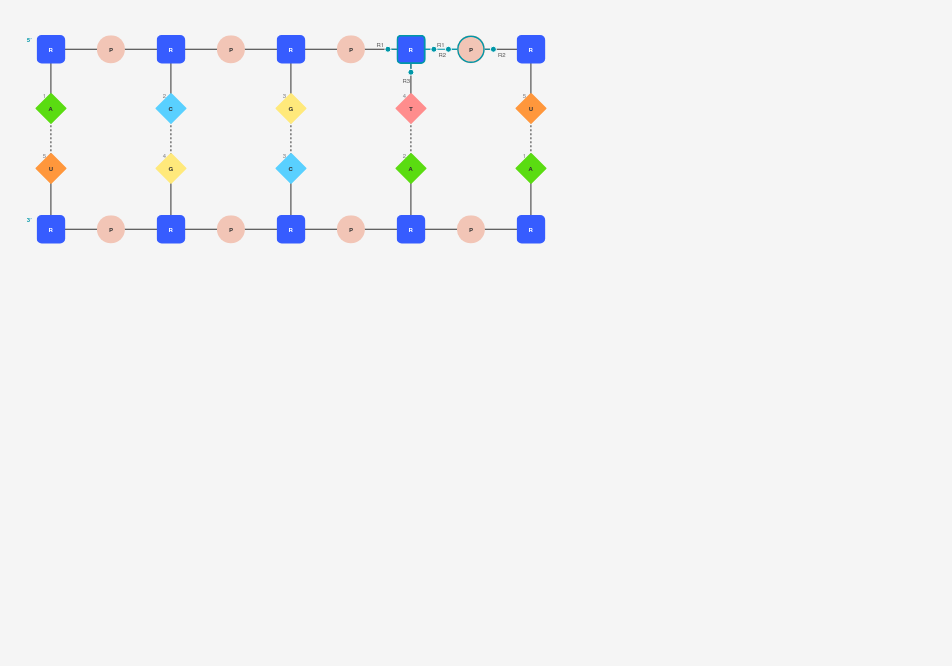 5'
R P R P R P R1 R R1 R2 P R2 R
R3
1 A 2 C 3 G 4 T 5 U
5 U 4 G 3 C 2 A 1 A
3'
R P R P R P R P R